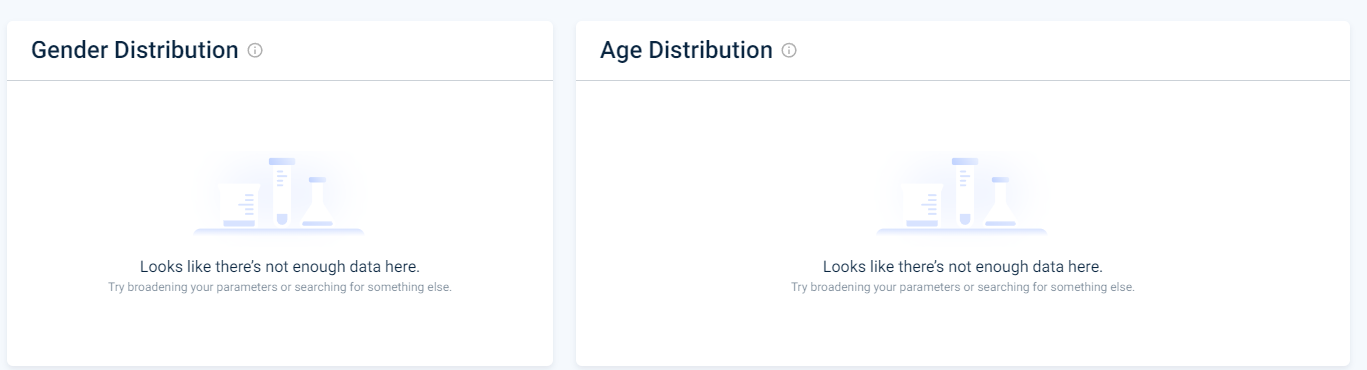 Gender Distribution
Looks like there's not enough data here.
Try broadening your parameters or searching for something else.
Age Distribution
Looks like there's not enough data here.
Try broadening your parameters or searching for something else.